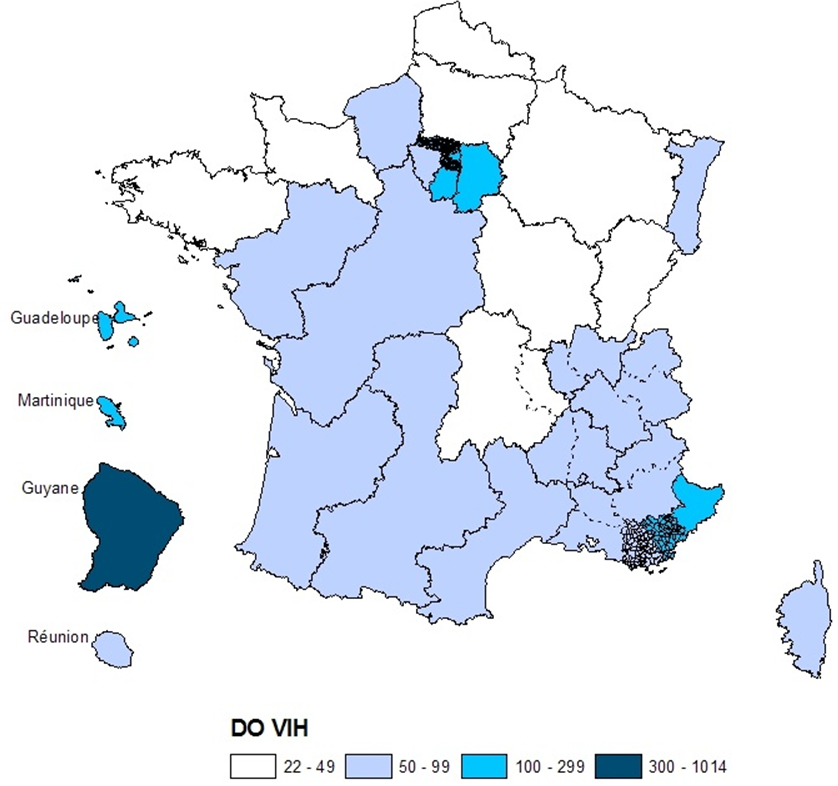 Guadeloupe
Martinique
Guyane
Réunion
DO VIH
22 - 49 50 - 99 100 - 299 300 - 1014